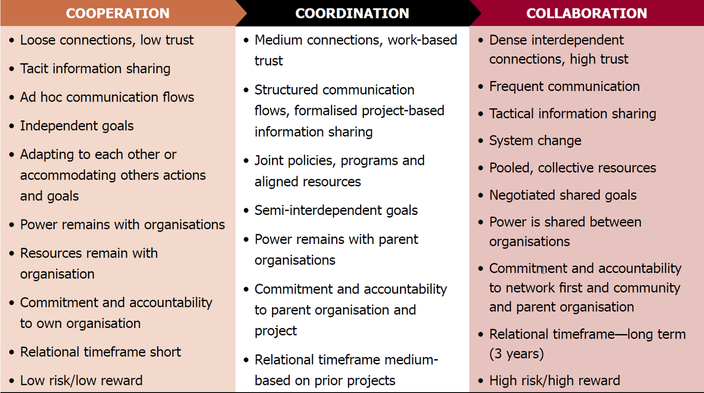 COOPERATION
• Loose connections, low trust
• Tacit information sharing
• Ad hoc communication flows
• Independent goals
• Adapting to each other or
accommodating others actions
and goals
• Power remains with organisations
• Resources remain with
organisation
• Commitment and accountability
to own organisation
• Relational timeframe short
• Low risk/low reward
COORDINATION
• Medium connections, work-based
trust
• Structured communication
flows, formalised project-based
information sharing
• Joint policies, programs and
aligned resources
• Semi-interdependent goals
• Power remains with parent
organisations
• Commitment and accountability
to parent organisation and
project
• Relational timeframe medium-
based on prior projects
COLLABORATION
• Dense interdependent
connections, high trust
• Frequent communication
• Tactical information sharing
• System change
• Pooled, collective resources
• Negotiated shared goals
• Power is shared between
organisations
• Commitment and accountability
to network first and community
and parent organisation
• Relational timeframe—long term
(3 years)
• High risk/high reward